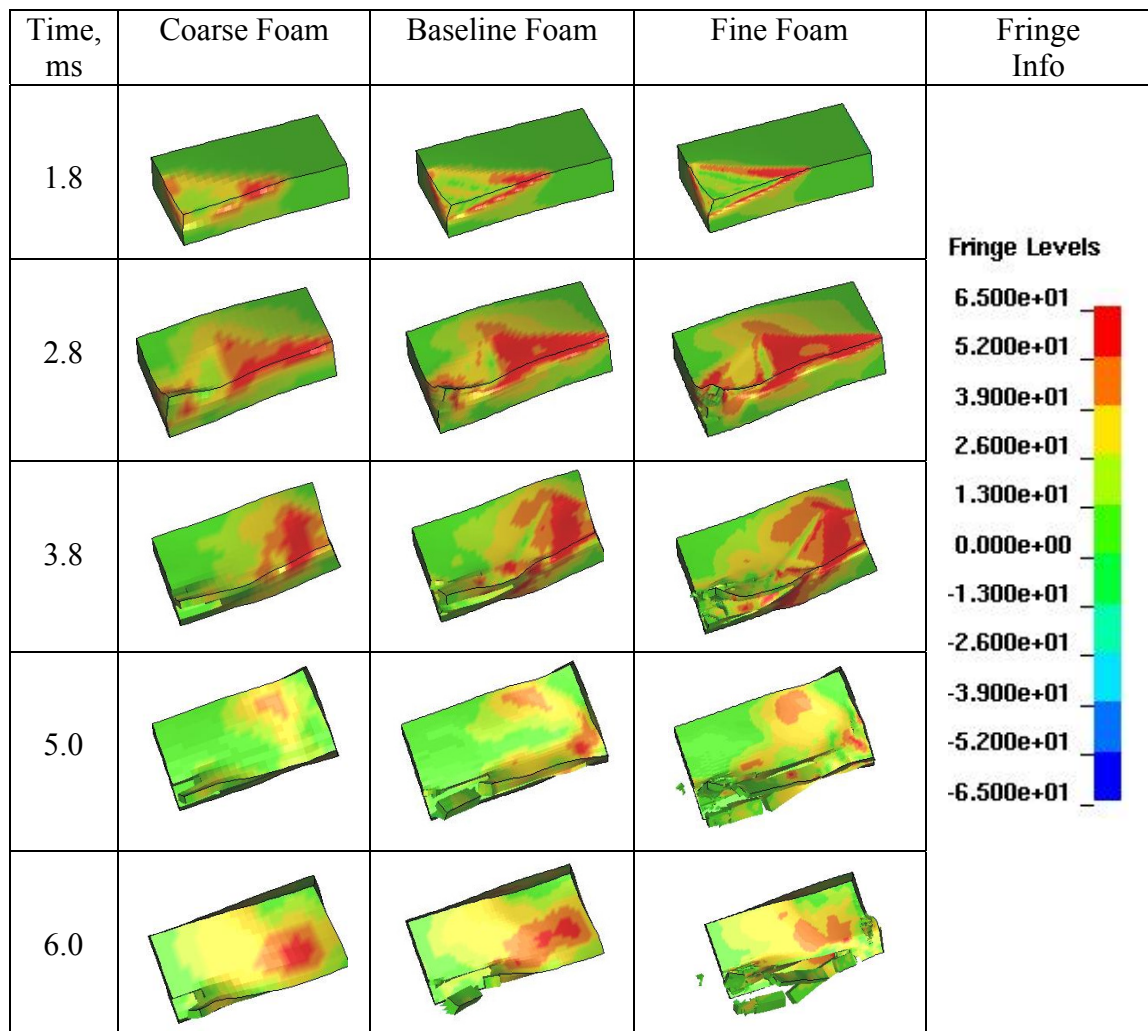 Time, ms
Coarse Foam
Baseline Foam
Fine Foam
Fringe Info
1.8
2.8
3.8
5.0
6.0
Fringe Levels
6.500e+01
5.200e+01
3.900e+01
2.600e+01
1.300e+01
0.000e+00
-1.300e+01
-2.600e+01
-3.900e+01
-5.200e+01
-6.500e+01